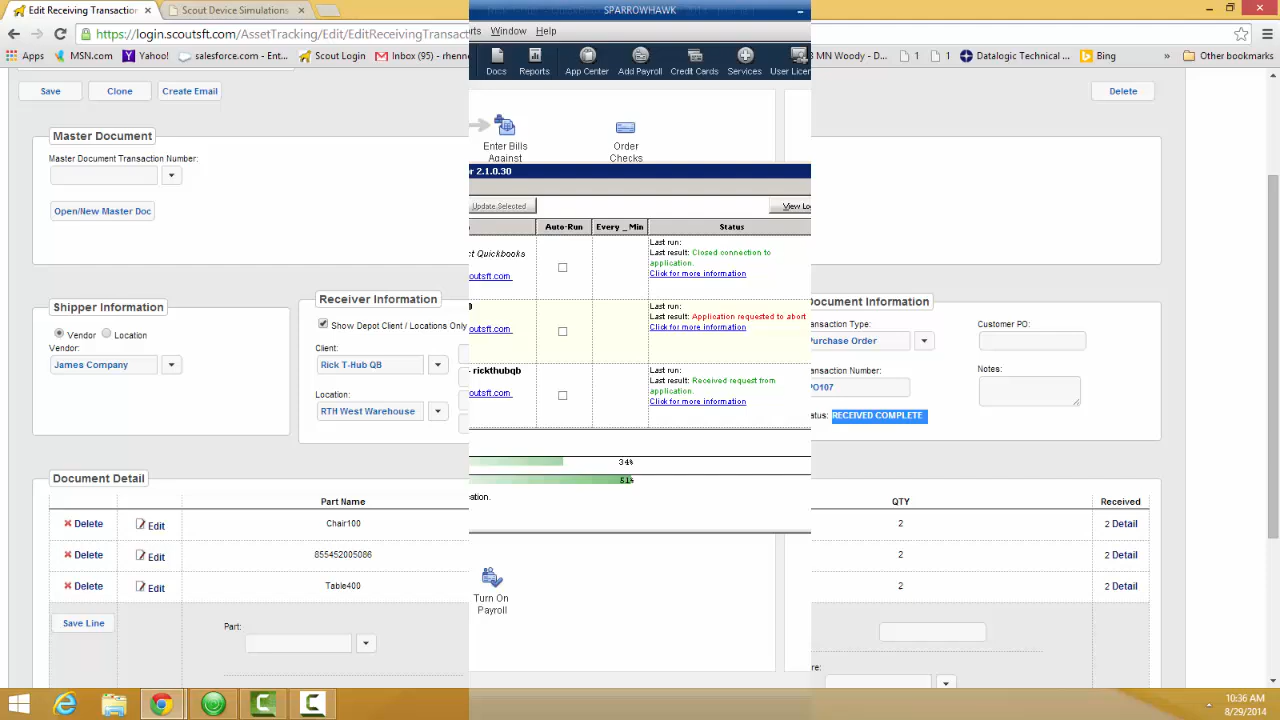 Edit Receiving Transaction
Scout Device Simulations
SPARROWHAWK
https://login.scoutsft.com/AssetTracking/Edit/EditReceivingTransac
rts Window Help
Apps
MSN
Yahoo
rhennes
salesforce.com
Scout Login
Inbox (95) - rhenn
MN Woody - D...
Datalogic Technical ...
Bing
»
Other bookmarks
Docs
Reports
App Center
Add Payroll
Credit Cards
Services
User Licen
Save
Clone
Create Email
Delete
Master Document
Master Document Transaction Number:
Open/New Master Doc
Enter Bills
Against
Order
Checks
r 2.1.0.30
Update Selected
View Lo
Auto-Run
Every _ Min
Status
ct Quickbooks
outsft.com
Last run:
Last result: Closed connection to
application.
Click for more information
outsft.com
Last run:
Last result: Application requested to abort
Click for more information
- rickthubqb
outsft.com
Last run:
Last result: Received request from
application.
Click for more information
34%
51%
cation.
Turn On
Payroll
Shipper Information
Vendor
Location
Vendor:
James Company
Receiver Information
Show Depot Client / Locations Only
Client:
Rick T-Hub QB
Location:
RTH West Warehouse
Document Information
ransaction Type:
Purchase Order
ransaction Number:
PO107
atus: RECEIVED COMPLETE
Customer PO:
Notes:
Document Detail
Part Name
QTY
Received
Delete Edit Chair100 2 2 Detail
Delete Edit 855452005086 2 2 Detail
Delete Edit Table400 2 2 Detail
Save Line
Part:
re:
10:36 AM
8/29/2014